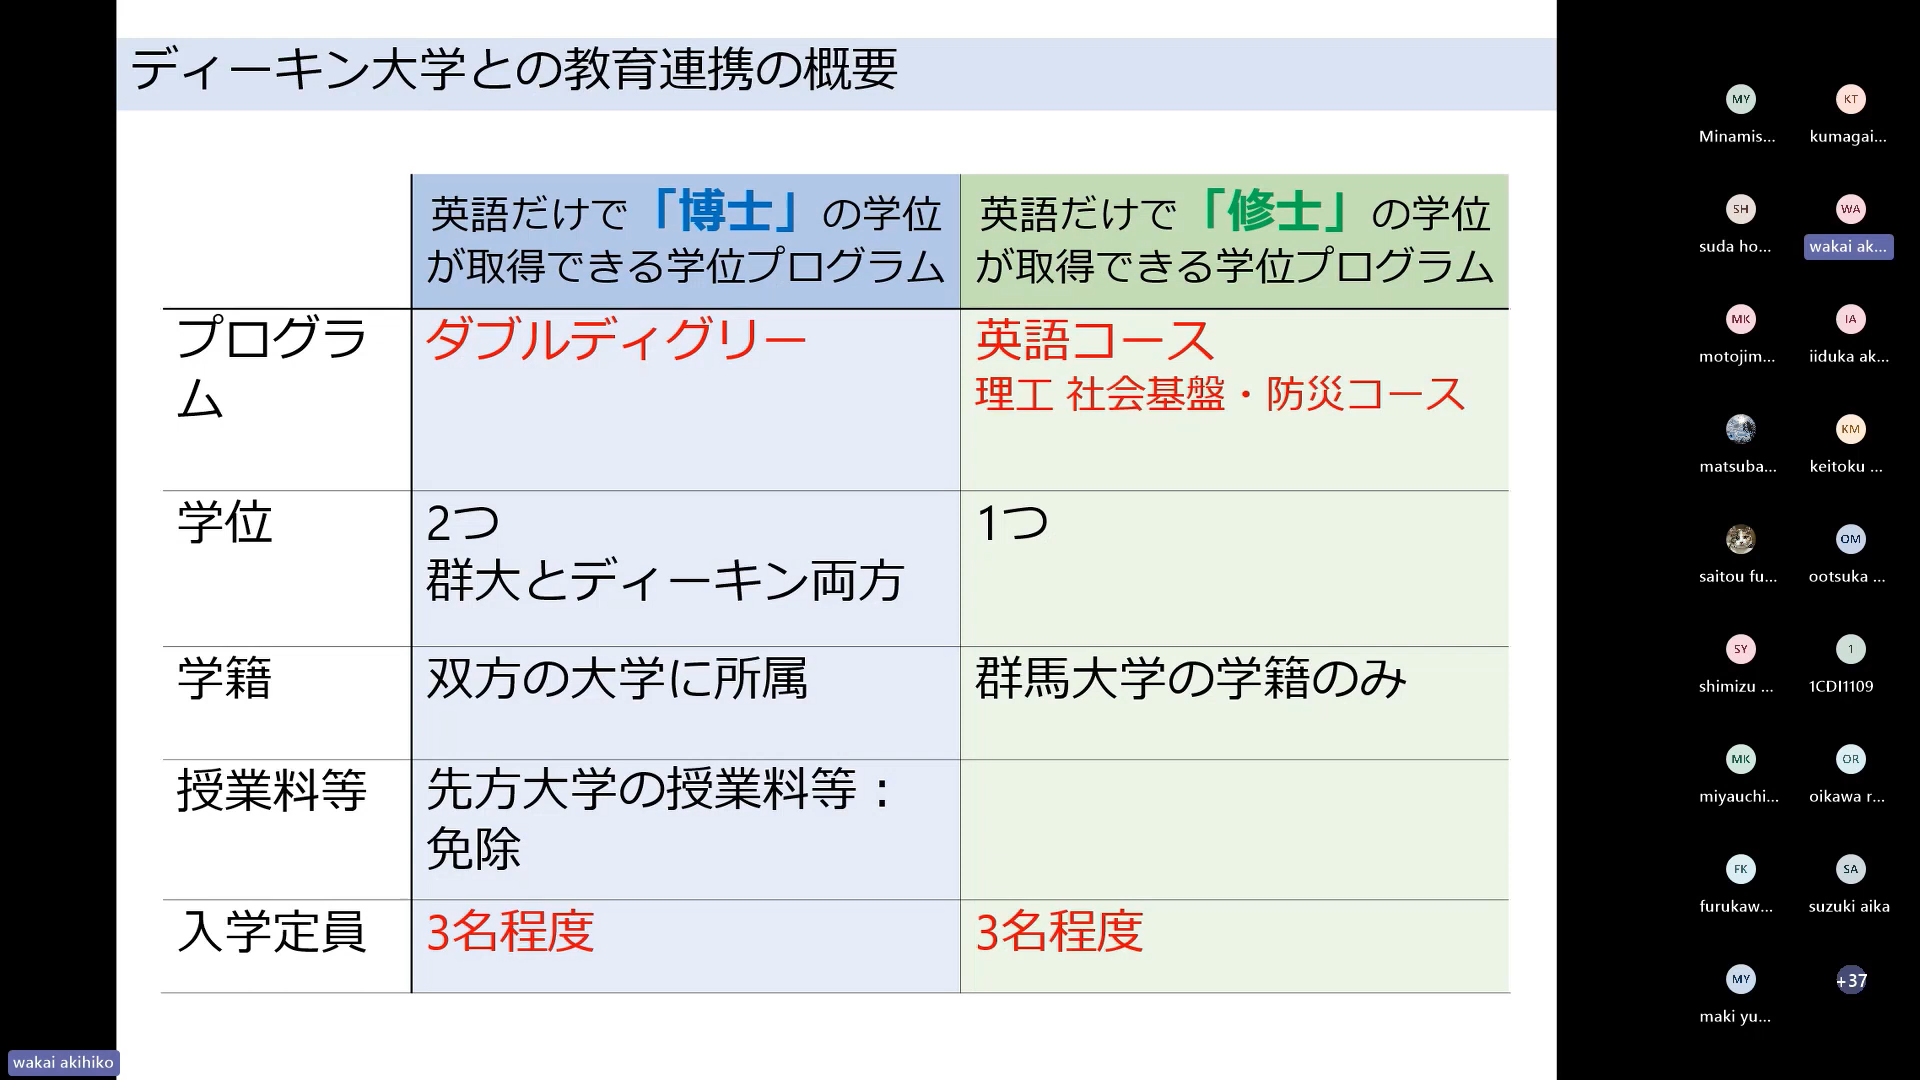 ディーキン大学との教育連携の概要
英語だけで「博士」の学位
が取得できる学位プログラム
英語だけで「修士」の学位
が取得できる学位プログラム
プログラ
ム
ダブルディグリー
英語コース
理工 社会基盤・防災コース
学位
2つ
群大とディーキン両方
1つ
学籍
双方の大学に所属
群馬大学の学籍のみ
授業料等
先方大学の授業料等：
免除
入学定員
3名程度
3名程度
MY
Minamis...
KT
kumagai...
SH
suda ho...
WA
wakai ak...
MK
motojim...
IA
iiduka ak...
matsuba...
KM
keitoku ...
saitou fu...
OM
ootsuka ...
SY
shimizu ...
1
1CDI1109
MK
miyauchi...
OR
oikawa r...
FK
furukaw...
SA
suzuki aika
MY
maki yu...
+37
wakai akihiko